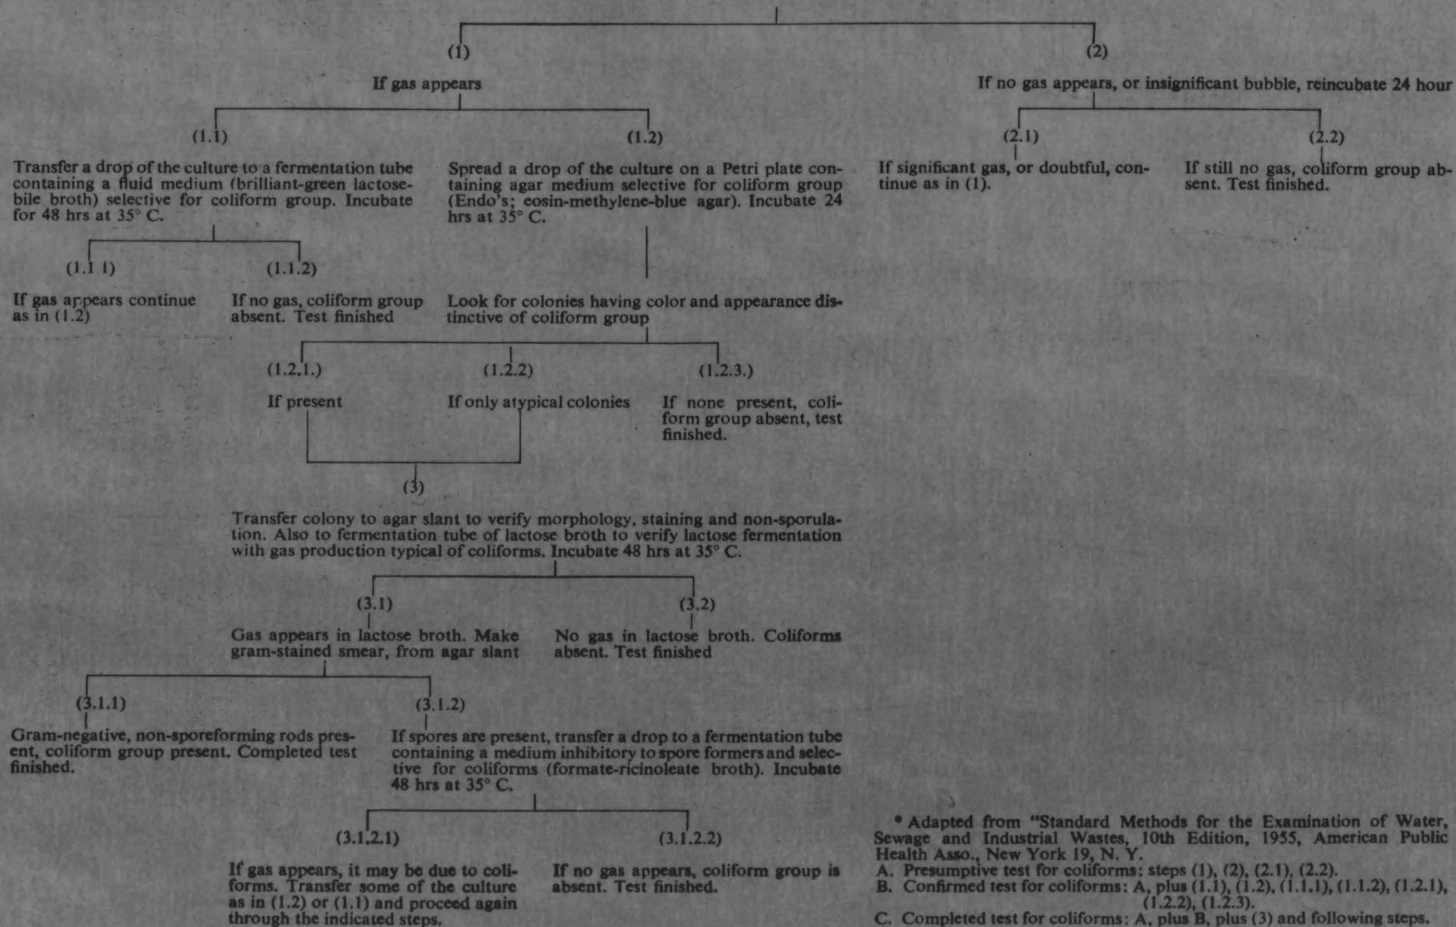 (1)
(2)
If gas appears
If no gas appears, or insignificant bubble, reincubate 24 hour
(1.1)
(1.2)
(2.1)
(2.2)
Transfer a drop of the culture to a fermentation tube
containing a fluid medium (brilliant-green lactose-
bile broth) selective for coliform group. Incubate
for 48 hrs at 35° C.
Spread a drop of the culture on a Petri plate con-
taining agar medium selective for coliform group
(Endo's; eosin-methylene-blue agar). Incubate 24
hrs at 35° C.
If significant gas, or doubtful, con-
tinue as in (1).
If still no gas, coliform group ab-
sent. Test finished.
(1.1 1)
(1.1.2)
If gas appears continue
as in (1.2)
If no gas, coliform group
absent. Test finished
Look for colonies having color and appearance dis-
tinctive of coliform group
(1.2.1.)
(1.2.2)
(1.2.3.)
If present
If only atypical colonies
If none present, coli-
form group absent, test
finished.
(3)
Transfer colony to agar slant to verify morphology, staining and non-sporula-
tion. Also to fermentation tube of lactose broth to verify lactose fermentation
with gas production typical of coliforms. Incubate 48 hrs at 35° C.
(3.1)
(3.2)
Gas appears in lactose broth. Make
gram-stained smear, from agar slant
No gas in lactose broth. Coliforms
absent. Test finished
(3.1.1)
(3.1.2)
Gram-negative, non-sporeforming rods pres-
ent, coliform group present. Completed test
finished.
If spores are present, transfer a drop to a fermentation tube
containing a medium inhibitory to spore formers and selec-
tive for coliforms (formate-ricinoleate broth). Incubate
48 hrs at 35° C.
(3.1.2.1)
(3.1.2.2)
If gas appears, it may be due to coli-
forms. Transfer some of the culture
as in (1.2) or (1.1) and proceed again
through the indicated steps.
If no gas appears, coliform group is
absent. Test finished.
* Adapted from "Standard Methods for the Examination of Water,
Sewage and Industrial Wastes, 10th Edition, 1955, American Public
Health Asso., New York 19, N. Y.
A. Presumptive test for coliforms: steps (1), (2), (2.1), (2.2).
B. Confirmed test for coliforms: A, plus (1.1), (1.2), (1.1.1), (1.1.2), (1.2.1),
(1.2.2), (1.2.3).
C. Completed test for coliforms: A, plus B, plus (3) and following steps.